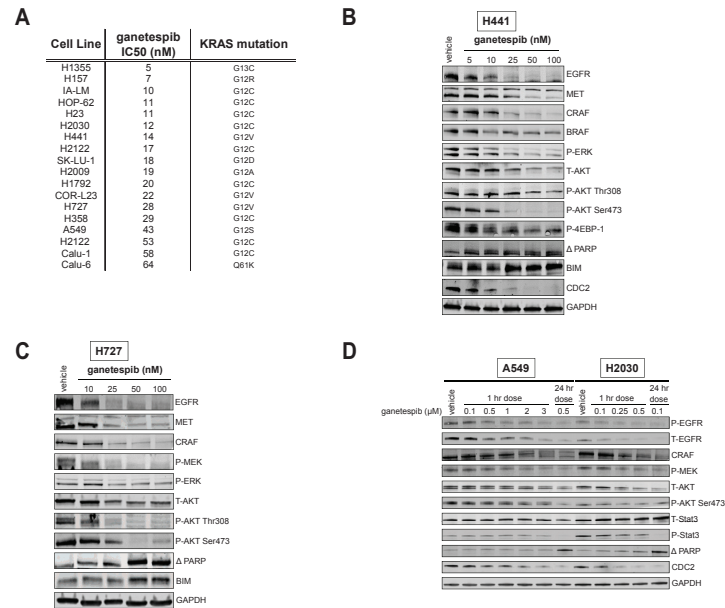 A
Cell Line ganetespib IC50 (nM) KRAS mutation
H1355 5 G13C
H157 7 G12R
IA-LM 10 G12C
HOP-62 11 G12C
H23 11 G12C
H2030 12 G12C
H441 14 G12V
H2122 17 G12C
SK-LU-1 18 G12D
H2009 19 G12A
H1792 20 G12C
COR-L23 22 G12V
H727 28 G12V
H358 29 G12C
A549 43 G12S
H2122 53 G12C
Calu-1 58 G12C
Calu-6 64 Q61K
B
H441
vehicle
ganetespib (nM)
5 10 25 50 100
EGFR
MET
CRAF
BRAF
P-ERK
T-AKT
P-AKT Thr308
P-AKT Ser473
P-4EBP-1
Δ PARP
BIM
CDC2
GAPDH
C
H727
vehicle
ganetespib (nM)
10 25 50 100
EGFR
MET
CRAF
P-MEK
P-ERK
T-AKT
P-AKT Thr308
P-AKT Ser473
Δ PARP
BIM
GAPDH
D
A549 H2030
vehicle 1 hr dose 24 hr dose vehicle 1 hr dose 24 hr dose
ganetespib (μM) 0.1 0.5 1 2 3 0.5 0.1 0.25 0.5 0.1
P-EGFR
T-EGFR
CRAF
P-MEK
T-AKT
P-AKT Ser473
T-Stat3
P-Stat3
Δ PARP
CDC2
GAPDH